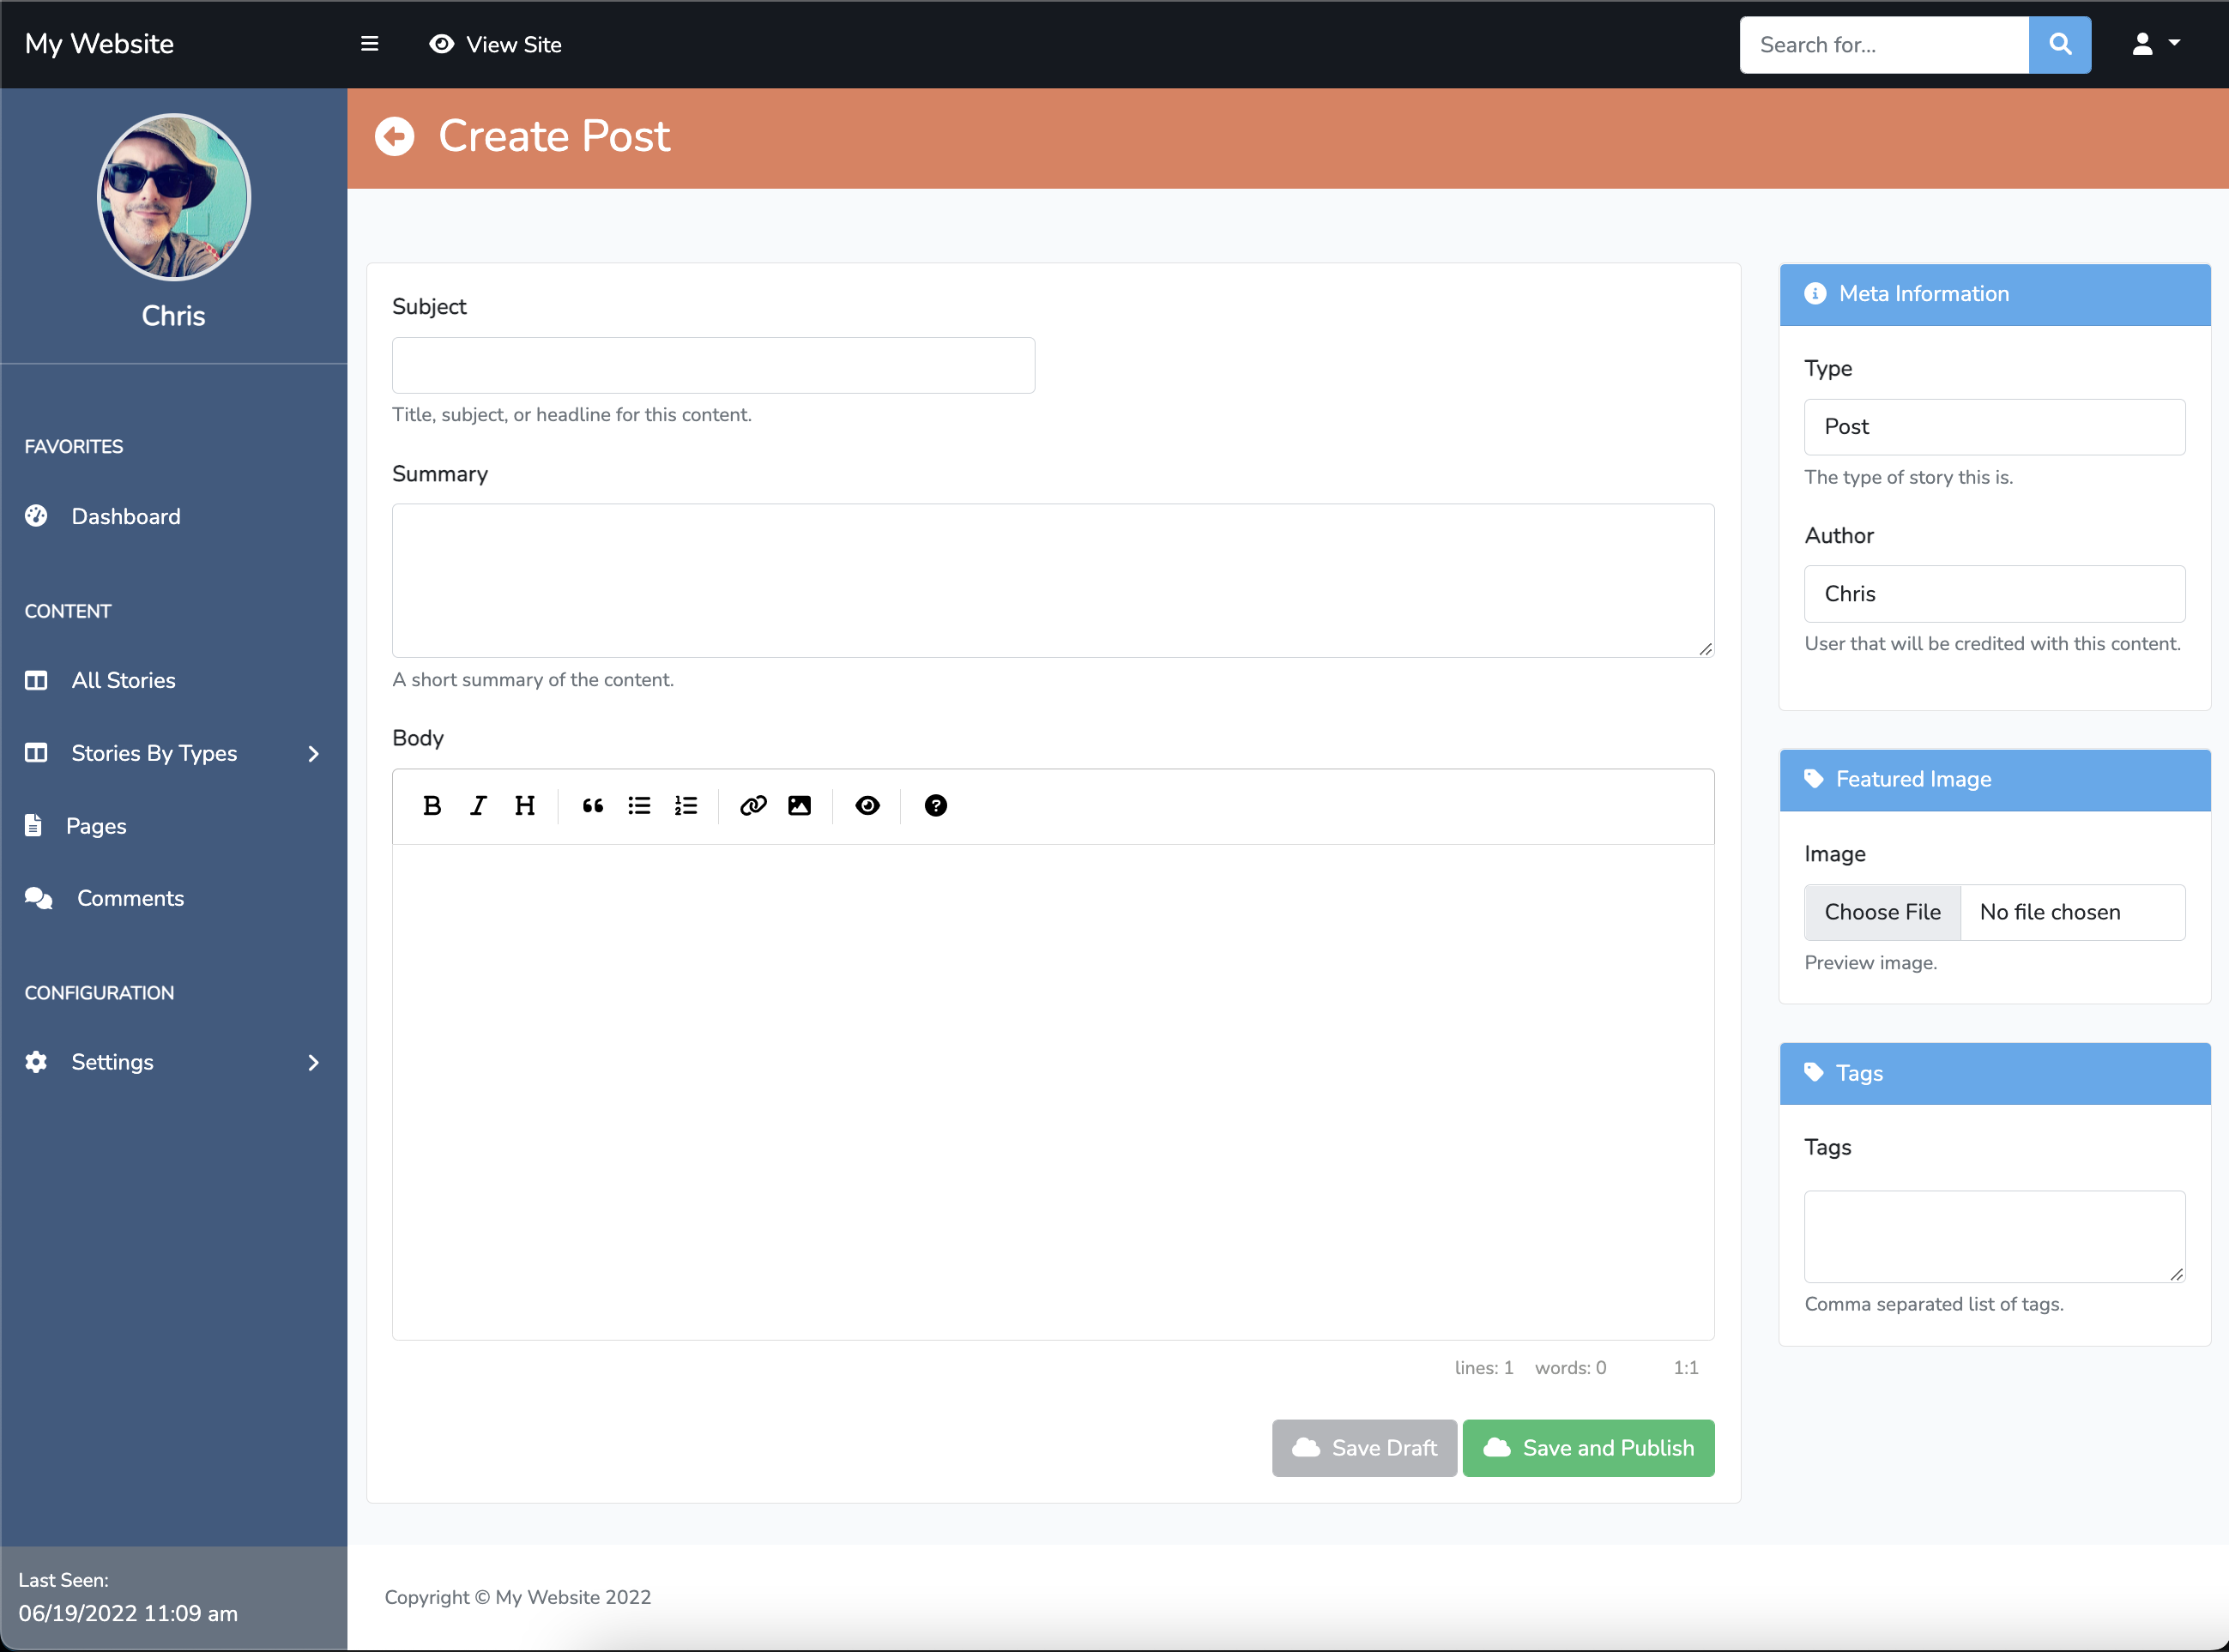 My Website
View Site
Search for...
Chris
FAVORITES
Dashboard
CONTENT
All Stories
Stories By Types
Pages
Comments
CONFIGURATION
Settings
Last Seen:
06/19/2022 11:09 am
Create Post
Subject
Title, subject, or headline for this content.
Summary
A short summary of the content.
Body
B I H
lines: 1 words: 0 1:1
Save Draft
Save and Publish
Meta Information
Type
Post
The type of story this is.
Author
Chris
User that will be credited with this content.
Featured Image
Image
Choose File No file chosen
Preview image.
Tags
Tags
Comma separated list of tags.
Copyright © My Website 2022